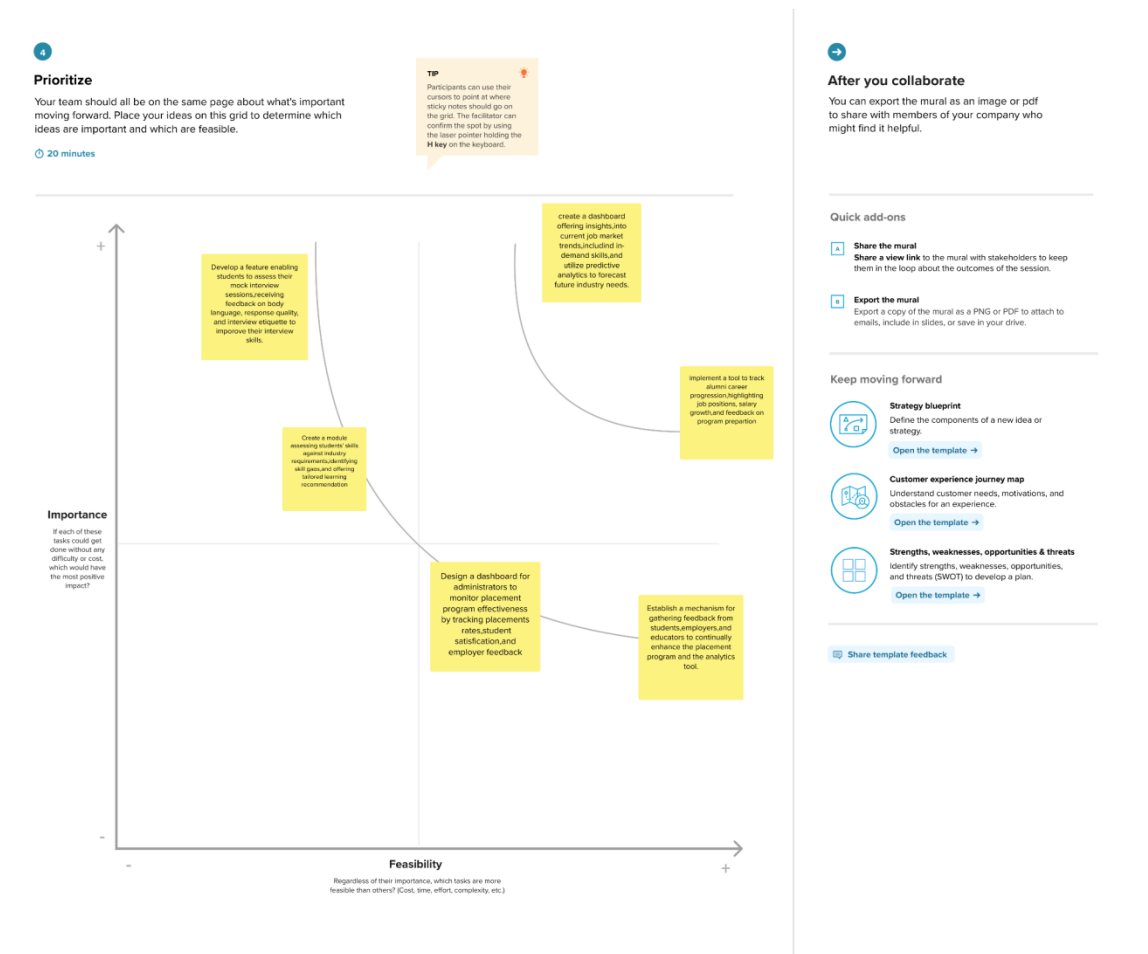 4
Prioritize
Your team should all be on the same page about what's important
moving forward. Place your ideas on this grid to determine which
ideas are important and which are feasible.
20 minutes
TIP
Participants can use their
cursors to point at where
sticky notes should go on
the grid. The facilitator can
confirm the spot by using
the laser pointer holding the
H key on the keyboard.
+
Develop a feature enabling
students to assess their
mock interview
sessions,receiving
feedback on body
language, response quality,
and interview etiquette to
imporove their interview
skills.
create a dashboard
offering insights,into
current job market
trends,includind in-
demand skills,and
utilize predictive
analytics to forecast
future industry needs.
implement a tool to track
alumni career
progression,highlighting
job positions, salary
growth,and feedback on
program prepartion
Create a module
assessing students' skills
against industry
requirements,identifying
skill gaos,and offering
tailored learning
recommendation
Importance
If each of these
tasks could get
done without any
difficulty or cost,
which would have
the most positive
impact?
Design a dashboard for
administrators to
monitor placement
program effectiveness
by tracking placements
rates,student
satisfication,and
employer feedback
Establish a mechanism for
gathering feedback from
students,employers,and
educators to continually
enhance the placement
program and the analytics
tool.
-
-
Feasibility
+
Regardless of their importance, which tasks are more
feasible than others? (Cost, time, effort, complexity, etc.)
After you collaborate
You can export the mural as an image or pdf
to share with members of your company who
might find it helpful.
Quick add-ons
A
Share the mural
Share a view link to the mural with stakeholders to keep
them in the loop about the outcomes of the session.
B
Export the mural
Export a copy of the mural as a PNG or PDF to attach to
emails, include in slides, or save in your drive.
Keep moving forward
Strategy blueprint
Define the components of a new idea or
strategy.
Open the template →
Customer experience journey map
Understand customer needs, motivations, and
obstacles for an experience.
Open the template →
Strengths, weaknesses, opportunities & threats
Identify strengths, weaknesses, opportunities,
and threats (SWOT) to develop a plan.
Open the template →
Share template feedback